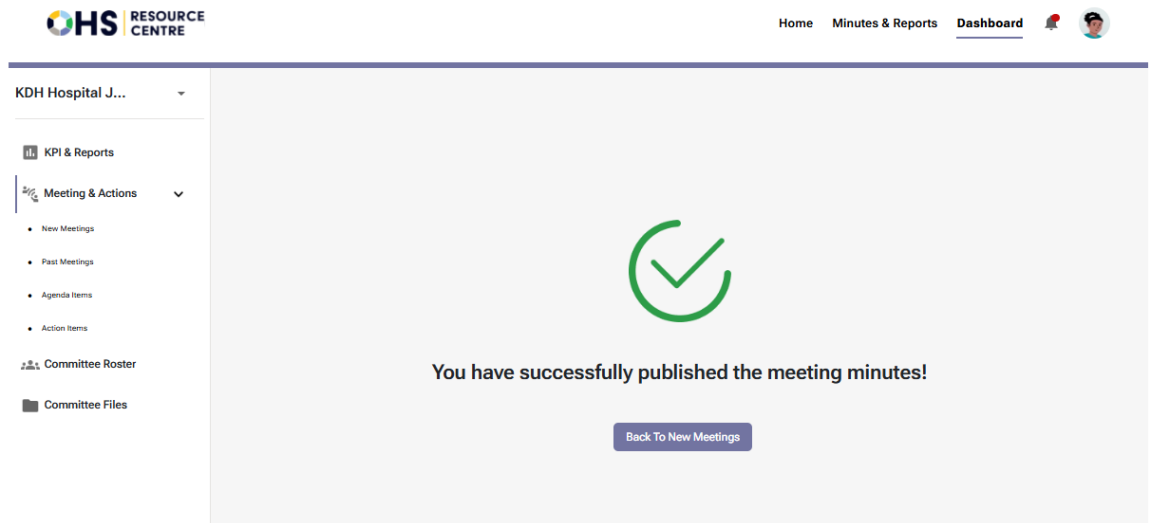 OHS RESOURCE CENTRE
Home Minutes & Reports Dashboard
KDH Hospital J...
KPI & Reports
Meeting & Actions
New Meetings
Past Meetings
Agenda Items
Action Items
Committee Roster
Committee Files
You have successfully published the meeting minutes!
Back To New Meetings